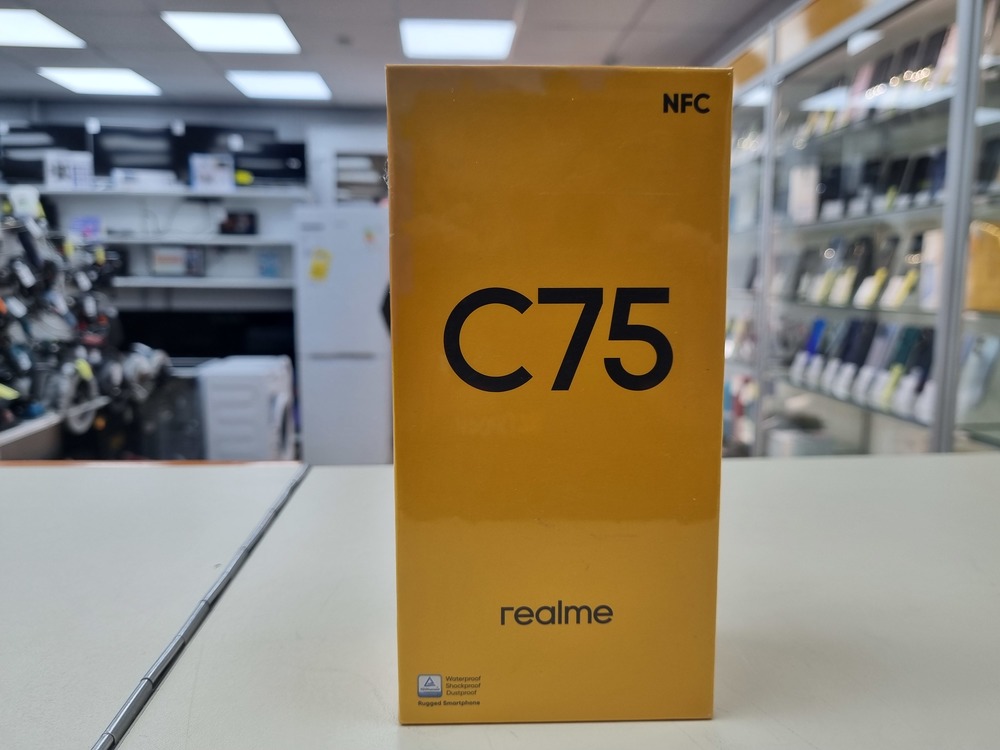 NFC
C75
realme
Waterproof
Shockproof
Dustproof
Rugged Smartphone